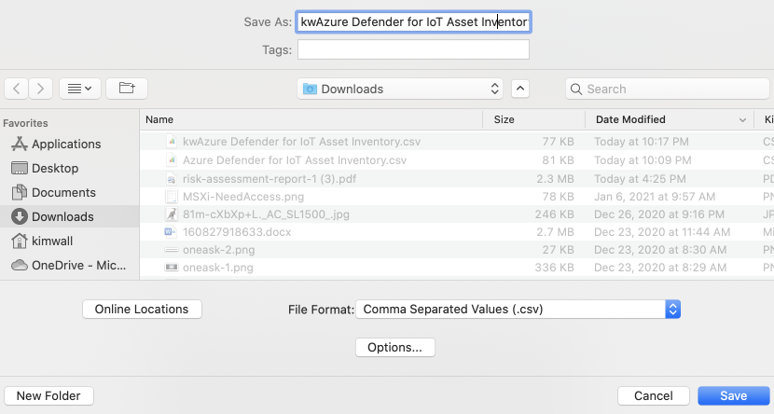 Save As: kwAzure Defender for IoT Asset Inventor
Tags:
Downloads
Search
Favorites
Applications
Desktop
Documents
Downloads
kimwall
OneDrive - Mic...
Name Size Date Modified Ki
kwAzure Defender for IoT Asset Inventory.csv 77 KB Today at 10:17 PM CS
Azure Defender for IoT Asset Inventory.csv 81 KB Today at 10:09 PM CS
risk-assessment-report-1 (3).pdf 2.3 MB Today at 4:25 PM PD
MSXi-NeedAccess.png 78 KB Jan 6, 2021 at 9:57 AM PN
81m-cXbXp+L._AC_SL1500_.jpg 246 KB Dec 26, 2020 at 9:16 PM JP
160827918633.docx 2.7 MB Dec 23, 2020 at 11:44 AM Mi
oneask-2.png 27 KB Dec 23, 2020 at 8:30 AM PN
oneask-1.png 336 KB Dec 23, 2020 at 8:29 AM PN
Online Locations
File Format: Comma Separated Values (.csv)
Options...
New Folder
Cancel
Save